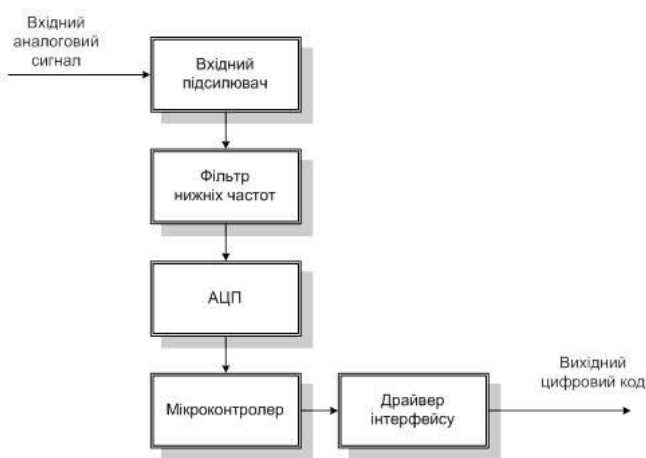 Вхідний
аналоговий
сигнал
Вхідний
підсилювач
Фільтр
нижніх частот
АЦП
Мікроконтролер
Драйвер
інтерфейсу
Вихідний
цифровий код